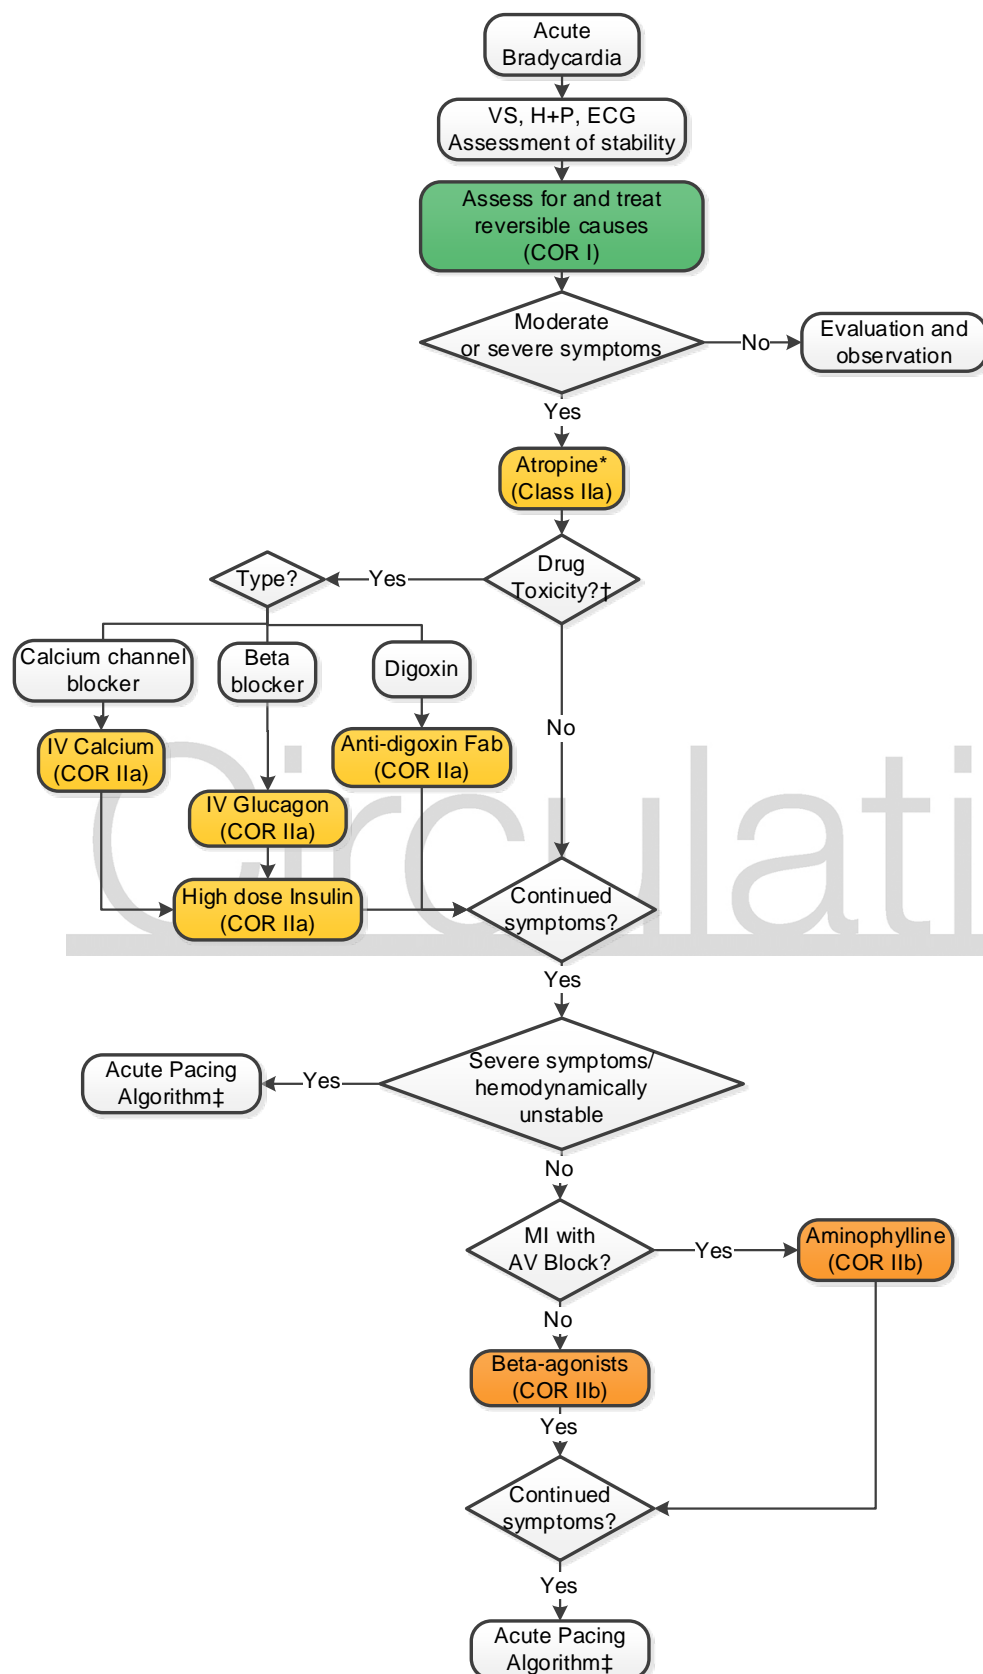 Acute
Bradycardia
VS, H+P, ECG
Assessment of stability
Assess for and treat
reversible causes
(COR I)
Moderate
or severe symptoms
No
Evaluation and
observation
Yes
Atropine*
(Class IIa)
Drug
Toxicity?†
Yes
Type?
Calcium channel
blocker
Beta
blocker
Digoxin
No
IV Calcium
(COR IIa)
Anti-digoxin Fab
(COR IIa)
IV Glucagon
(COR IIa)
High dose Insulin
(COR IIa)
Continued
symptoms?
Circulati
Yes
Severe symptoms/
hemodynamically
unstable
Yes
Acute Pacing
Algorithm‡
No
MI with
AV Block?
Yes
Aminophylline
(COR IIb)
No
Beta-agonists
(COR IIb)
Yes
Continued
symptoms?
Yes
Acute Pacing
Algorithm‡